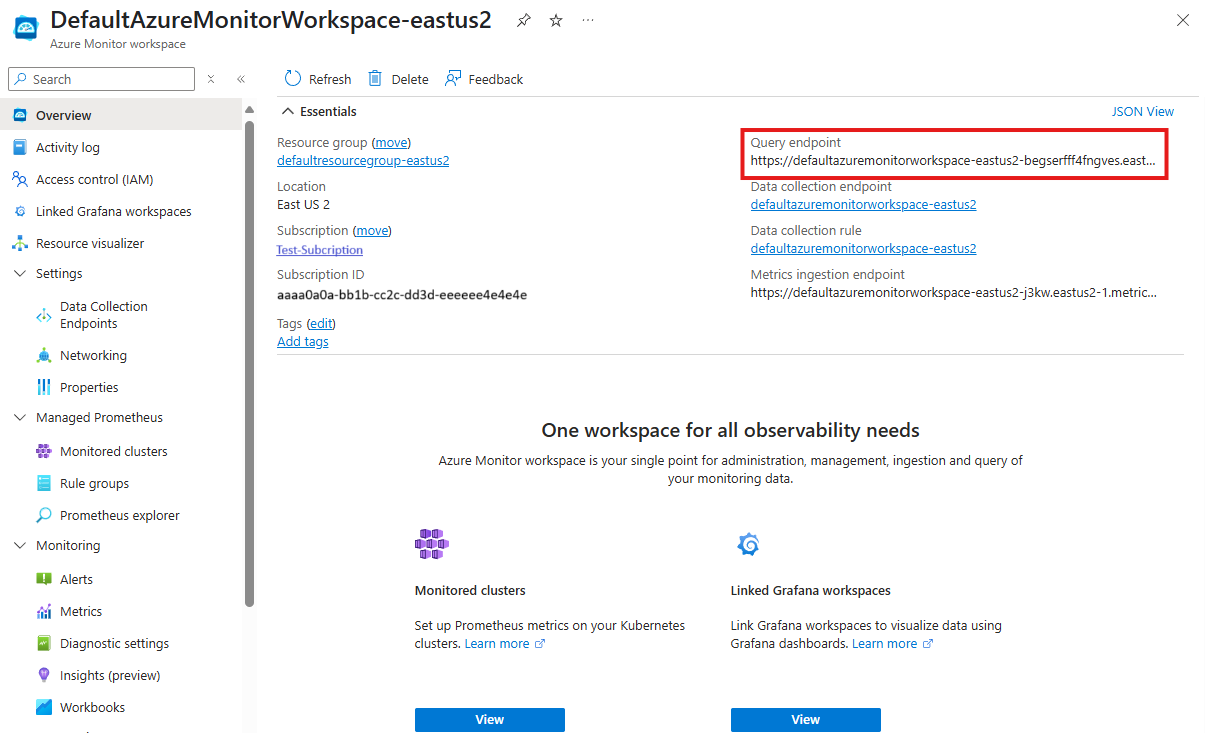 DefaultAzureMonitorWorkspace-eastus2
Azure Monitor workspace
Search
Refresh
Delete
Feedback
Overview
Activity log
Access control (IAM)
Linked Grafana workspaces
Resource visualizer
Settings
Data Collection
Endpoints
Networking
Properties
Managed Prometheus
Monitored clusters
Rule groups
Prometheus explorer
Monitoring
Alerts
Metrics
Diagnostic settings
Insights (preview)
Workbooks
Essentials
JSON View
Resource group (move)
defaultresourcegroup-eastus2
Location
East US 2
Subscription (move)
Test-Subcription
Subscription ID
aaaa0a0a-bb1b-cc2c-dd3d-eeeeee4e4e4e
Tags (edit)
Add tags
Query endpoint
https://defaultazuremonitorworkspace-eastus2-begserfff4fngves.east...
Data collection endpoint
defaultazuremonitorworkspace-eastus2
Data collection rule
defaultazuremonitorworkspace-eastus2
Metrics ingestion endpoint
https://defaultazuremonitorworkspace-eastus2-j3kw.eastus2-1.metric...
One workspace for all observability needs
Azure Monitor workspace is your single point for administration, management, ingestion and query of
your monitoring data.
Monitored clusters
Set up Prometheus metrics on your Kubernetes
clusters. Learn more
View
Linked Grafana workspaces
Link Grafana workspaces to visualize data using
Grafana dashboards. Learn more
View